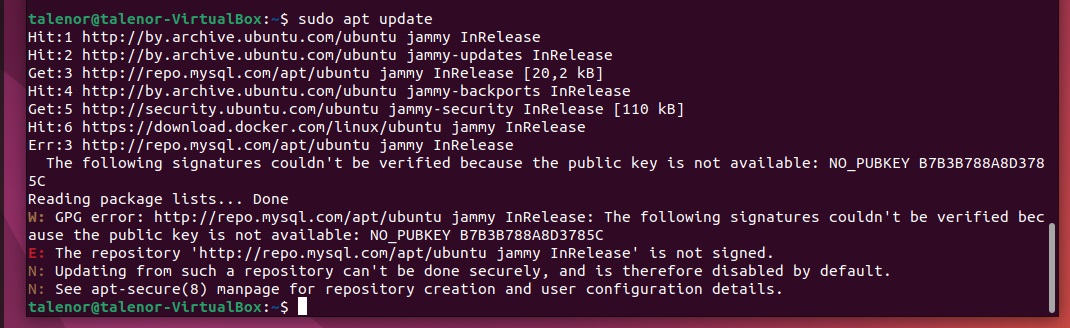 talenor@talenor-VirtualBox:~$ sudo apt update
Hit:1 http://by.archive.ubuntu.com/ubuntu jammy InRelease
Hit:2 http://by.archive.ubuntu.com/ubuntu jammy-updates InRelease
Get:3 http://repo.mysql.com/apt/ubuntu jammy InRelease [20,2 kB]
Hit:4 http://by.archive.ubuntu.com/ubuntu jammy-backports InRelease
Get:5 http://security.ubuntu.com/ubuntu jammy-security InRelease [110 kB]
Hit:6 https://download.docker.com/linux/ubuntu jammy InRelease
Err:3 http://repo.mysql.com/apt/ubuntu jammy InRelease
  The following signatures couldn't be verified because the public key is not available: NO_PUBKEY B7B3B788A8D378
5C
Reading package lists... Done
W: GPG error: http://repo.mysql.com/apt/ubuntu jammy InRelease: The following signatures couldn't be verified bec
ause the public key is not available: NO_PUBKEY B7B3B788A8D3785C
E: The repository 'http://repo.mysql.com/apt/ubuntu jammy InRelease' is not signed.
N: Updating from such a repository can't be done securely, and is therefore disabled by default.
N: See apt-secure(8) manpage for repository creation and user configuration details.
talenor@talenor-VirtualBox:~$